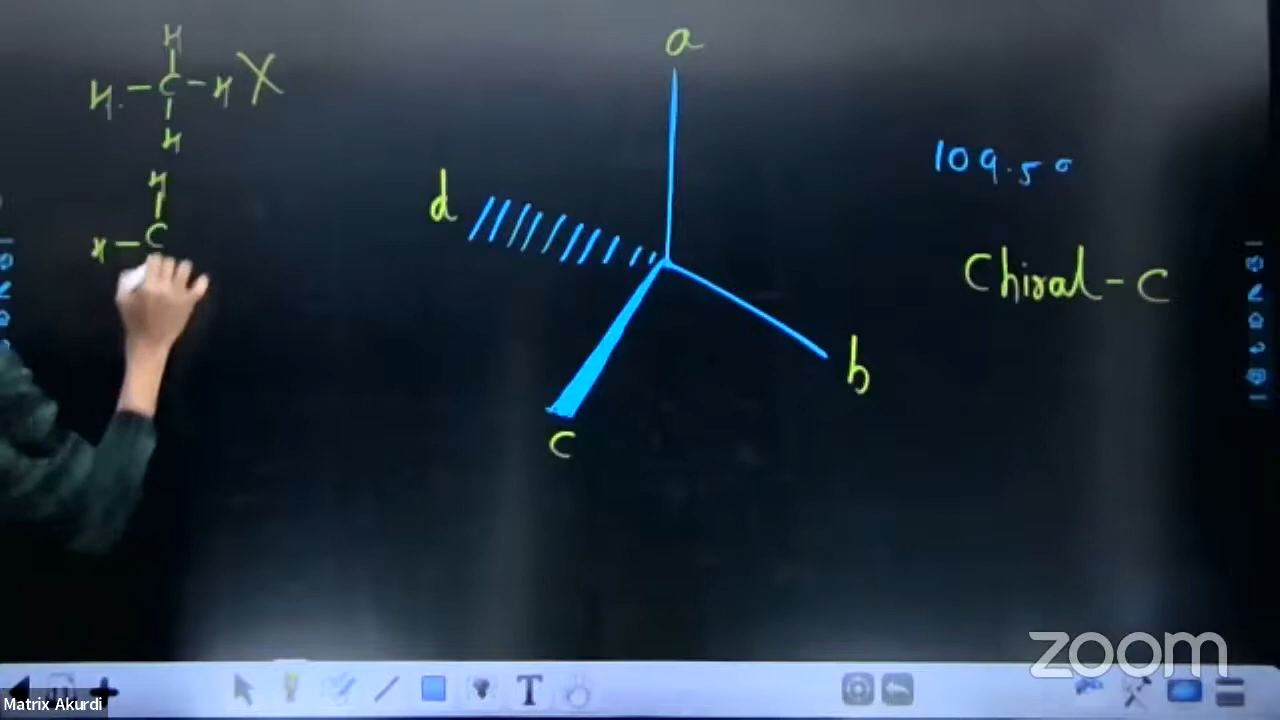 H
H - C - H X
H
H
x - C
a
d
b
c
109.5°
Chiral - C
zoom
T
Matrix Akurdi